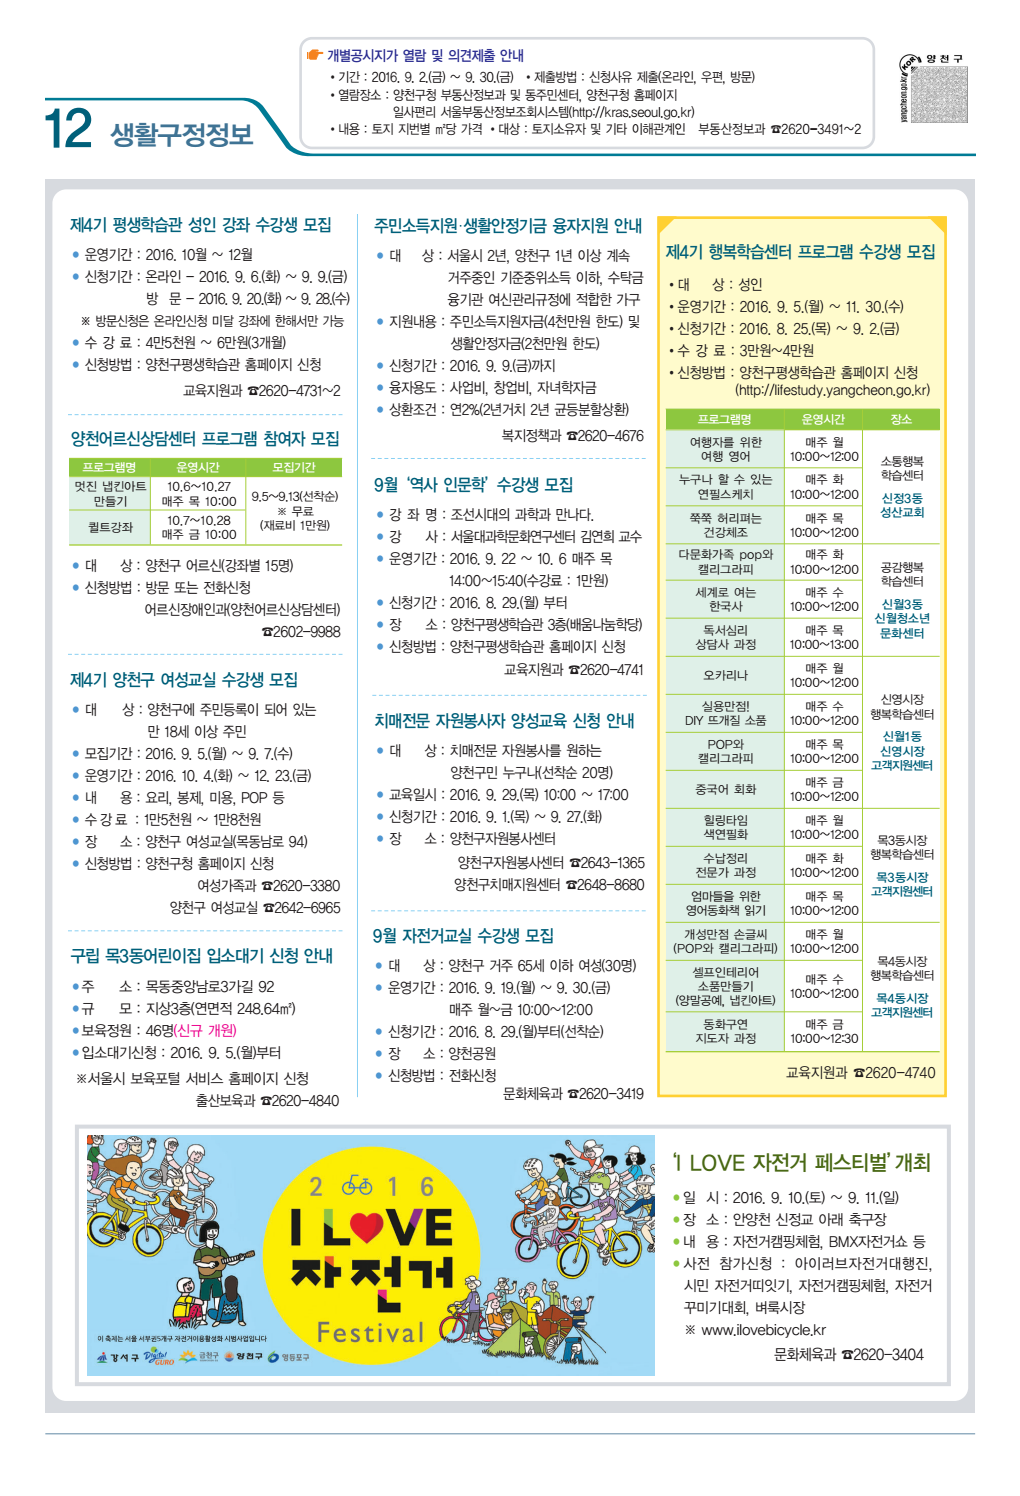 개별공시지가 열람 및 의견제출 안내
• 기간 : 2016. 9. 2.(금) ~ 9. 30.(금) • 제출방법 : 신청사유 제출(온라인, 우편, 방문)
• 열람장소 : 양천구청 부동산정보과 및 동주민센터, 양천구청 홈페이지
일사편리 서울부동산정보조회시스템(http://kras.seoul.go.kr)
• 내용 : 토지 지번별 ㎡당 가격 • 대상 : 토지소유자 및 기타 이해관계인 부동산정보과 ☎2620-3491~2
양천구
KOR
yangcheon.go.kr
12 생활구정정보
제4기 평생학습관 성인 강좌 수강생 모집
• 운영기간 : 2016. 10월 ~ 12월
• 신청기간 : 온라인 - 2016. 9. 6.(화) ~ 9. 9.(금)
방 문 - 2016. 9. 20.(화) ~ 9. 28.(수)
※ 방문신청은 온라인신청 미달 강좌에 한해서만 가능
• 수 강 료 : 4만5천원 ~ 6만원(3개월)
• 신청방법 : 양천구평생학습관 홈페이지 신청
교육지원과 ☎2620-4731~2
양천어르신상담센터 프로그램 참여자 모집
프로그램명 운영시간 모집기간
멋진 냅킨아트 만들기 10.6~10.27 매주 목 10:00
퀼트강좌 10.7~10.28 매주 금 10:00
9.5~9.13(선착순)
※ 무료
(재료비 1만원)
• 대 상 : 양천구 어르신(강좌별 15명)
• 신청방법 : 방문 또는 전화신청
어르신장애인과(양천어르신상담센터)
☎2602-9988
제4기 양천구 여성교실 수강생 모집
• 대 상 : 양천구에 주민등록이 되어 있는
만 18세 이상 주민
• 모집기간 : 2016. 9. 5.(월) ~ 9. 7.(수)
• 운영기간 : 2016. 10. 4.(화) ~ 12. 23.(금)
• 내 용 : 요리, 봉제, 미용, POP 등
• 수 강 료 : 1만5천원 ~ 1만8천원
• 장 소 : 양천구 여성교실(목동남로 94)
• 신청방법 : 양천구청 홈페이지 신청
여성가족과 ☎2620-3380
양천구 여성교실 ☎2642-6965
구립 목3동어린이집 입소대기 신청 안내
• 주 소 : 목동중앙남로3가길 92
• 규 모 : 지상3층(연면적 248.64㎡)
• 보육정원 : 46명(신규 개원)
• 입소대기신청 : 2016. 9. 5.(월)부터
※서울시 보육포털 서비스 홈페이지 신청
출산보육과 ☎2620-4840
주민소득지원·생활안정기금 융자지원 안내
• 대 상 : 서울시 2년, 양천구 1년 이상 계속
거주중인 기준중위소득 이하, 수탁금
융기관 여신관리규정에 적합한 가구
• 지원내용 : 주민소득지원자금(4천만원 한도) 및
생활안정자금(2천만원 한도)
• 신청기간 : 2016. 9. 9.(금)까지
• 융자용도 : 사업비, 창업비, 자녀학자금
• 상환조건 : 연2%(2년거치 2년 균등분할상환)
복지정책과 ☎2620-4676
9월 ‘역사 인문학’ 수강생 모집
• 강 좌 명 : 조선시대의 과학과 만나다.
• 강 사 : 서울대과학문화연구센터 김연희 교수
• 운영기간 : 2016. 9. 22 ~ 10. 6 매주 목
14:00~15:40(수강료 : 1만원)
• 신청기간 : 2016. 8. 29.(월) 부터
• 장 소 : 양천구평생학습관 3층(배움나눔학당)
• 신청방법 : 양천구평생학습관 홈페이지 신청
교육지원과 ☎2620-4741
치매전문 자원봉사자 양성교육 신청 안내
• 대 상 : 치매전문 자원봉사를 원하는
양천구민 누구나(선착순 20명)
• 교육일시 : 2016. 9. 29.(목) 10:00 ~ 17:00
• 신청기간 : 2016. 9. 1.(목) ~ 9. 27.(화)
• 장 소 : 양천구자원봉사센터
양천구자원봉사센터 ☎2643-1365
양천구치매지원센터 ☎2648-8680
9월 자전거교실 수강생 모집
• 대 상 : 양천구 거주 65세 이하 여성(30명)
• 운영기간 : 2016. 9. 19.(월) ~ 9. 30.(금)
매주 월~금 10:00~12:00
• 신청기간 : 2016. 8. 29.(월)부터(선착순)
• 장 소 : 양천공원
• 신청방법 : 전화신청
문화체육과 ☎2620-3419
제4기 행복학습센터 프로그램 수강생 모집
• 대 상 : 성인
• 운영기간 : 2016. 9. 5.(월) ~ 11. 30.(수)
• 신청기간 : 2016. 8. 25.(목) ~ 9. 2.(금)
• 수 강 료 : 3만원~4만원
• 신청방법 : 양천구평생학습관 홈페이지 신청
(http://lifestudy.yangcheon.go.kr)
프로그램명 운영시간 장소
여행자를 위한 여행 영어 매주 월 10:00~12:00
누구나 할 수 있는 연필스케치 매주 화 10:00~12:00
쭉쭉 허리펴는 건강체조 매주 목 10:00~12:00
소통행복 학습센터 신정3동 성산교회
다문화가족 pop와 캘리그라피 매주 화 10:00~12:00
세계로 여는 한국사 매주 수 10:00~12:00
독서심리 상담사 과정 매주 목 10:00~13:00
공감행복 학습센터 신월3동 신월청소년 문화센터
오카리나 매주 월 10:00~12:00
실용만점! DIY 뜨개질 소품 매주 수 10:00~12:00
POP와 캘리그라피 매주 목 10:00~12:00
중국어 회화 매주 금 10:00~12:00
신영시장 행복학습센터 신월1동 신영시장 고객지원센터
힐링타임 색연필화 매주 월 10:00~12:00
수납정리 전문가 과정 매주 화 10:00~12:00
엄마들을 위한 영어동화책 읽기 매주 목 10:00~12:00
목3동시장 행복학습센터 목3동시장 고객지원센터
개성만점 손글씨 (POP와 캘리그라피) 매주 월 10:00~12:00
셀프인테리어 소품만들기 (양말공예, 냅킨아트) 매주 수 10:00~12:00
동화구연 지도자 과정 매주 금 10:00~12:30
목4동시장 행복학습센터 목4동시장 고객지원센터
교육지원과 ☎2620-4740
2016
I LOVE
자전거
Festival
이 축제는 서울 서부권5개구 자전거이용활성화 시범사업입니다
강서구 Digital GURO 금천구 양천구 영등포구
‘I LOVE 자전거 페스티벌’ 개최
• 일 시 : 2016. 9. 10.(토) ~ 9. 11.(일)
• 장 소 : 안양천 신정교 아래 축구장
• 내 용 : 자전거캠핑체험, BMX자전거쇼 등
• 사전 참가신청 : 아이러브자전거대행진,
시민 자전거띠잇기, 자전거캠핑체험, 자전거
꾸미기대회, 벼룩시장
※ www.ilovebicycle.kr
문화체육과 ☎2620-3404